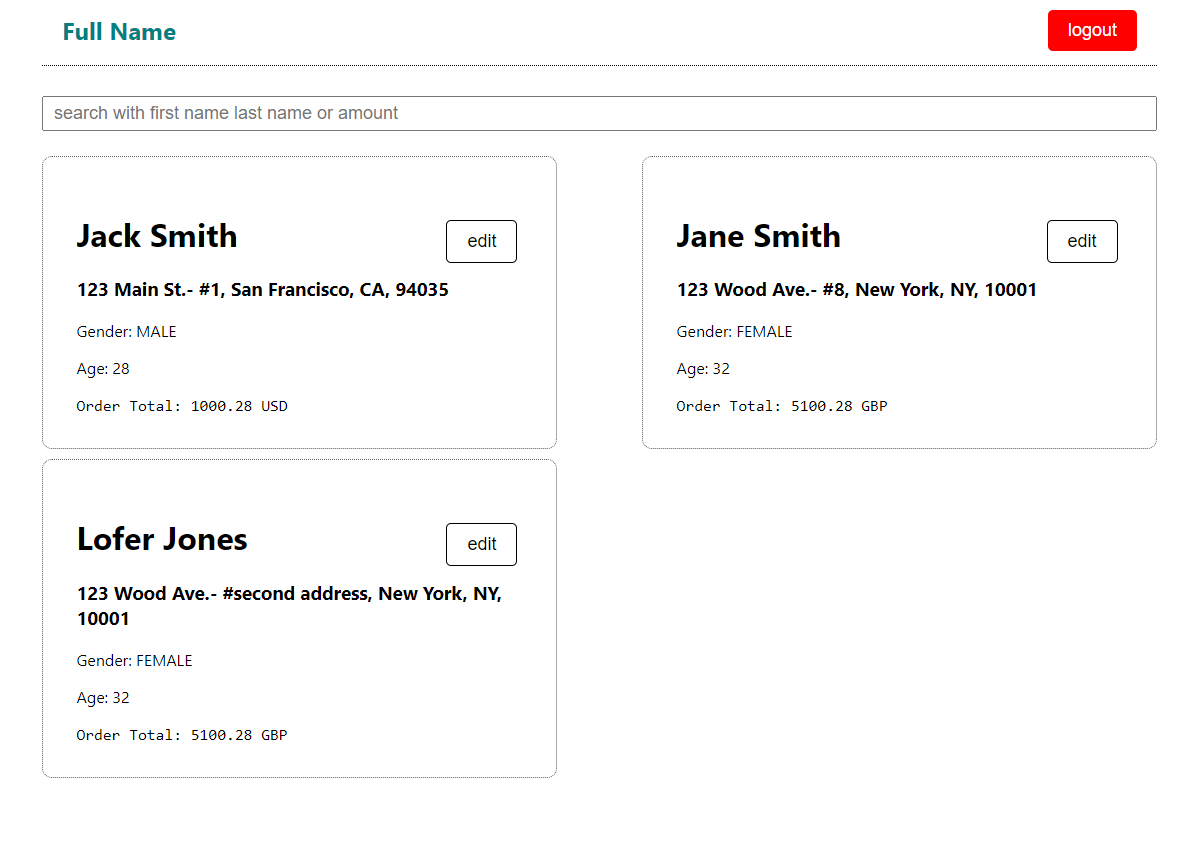 Full Name
logout
search with first name last name or amount
Jack Smith
edit
123 Main St.- #1, San Francisco, CA, 94035
Gender: MALE
Age: 28
Order Total: 1000.28 USD
Jane Smith
edit
123 Wood Ave.- #8, New York, NY, 10001
Gender: FEMALE
Age: 32
Order Total: 5100.28 GBP
Lofer Jones
edit
123 Wood Ave.- #second address, New York, NY,
10001
Gender: FEMALE
Age: 32
Order Total: 5100.28 GBP